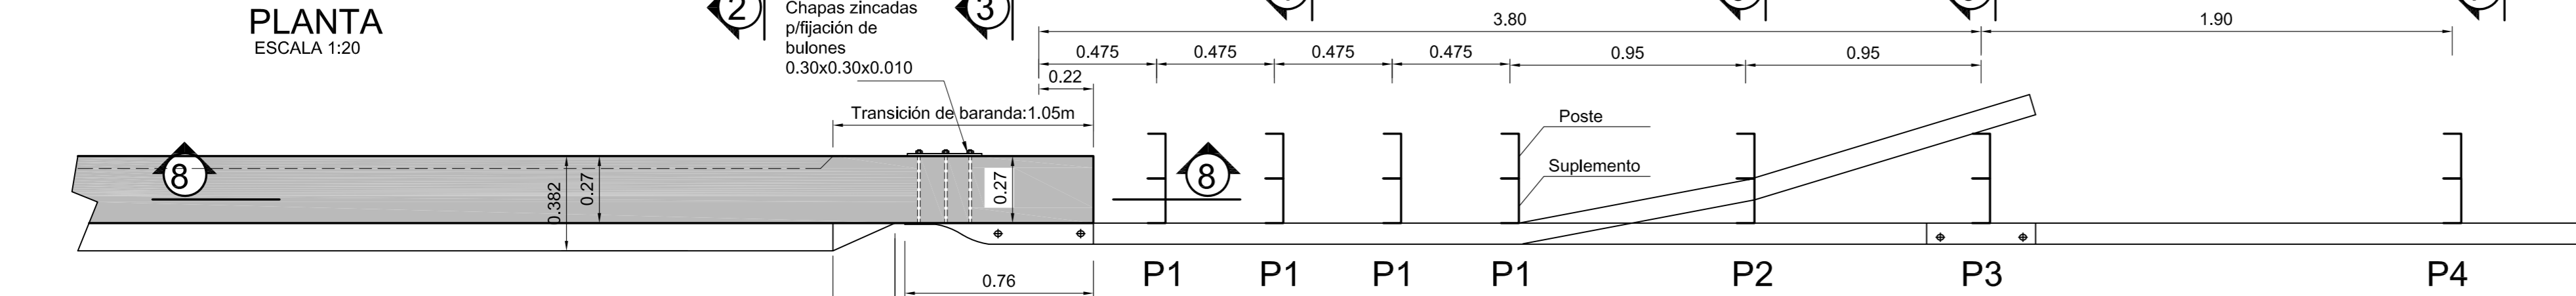 PLANTA
ESCALA 1:20
2
Chapas zincadas
p/fijación de
bulones
0.30x0.30x0.010
3
3.80
1.90
0.475
0.475
0.475
0.475
0.95
0.95
0.22
Transición de baranda:1.05m
Poste
Suplemento
8
8
0.382
0.27
0.27
0.76
P1
P1
P1
P1
P2
P3
P4